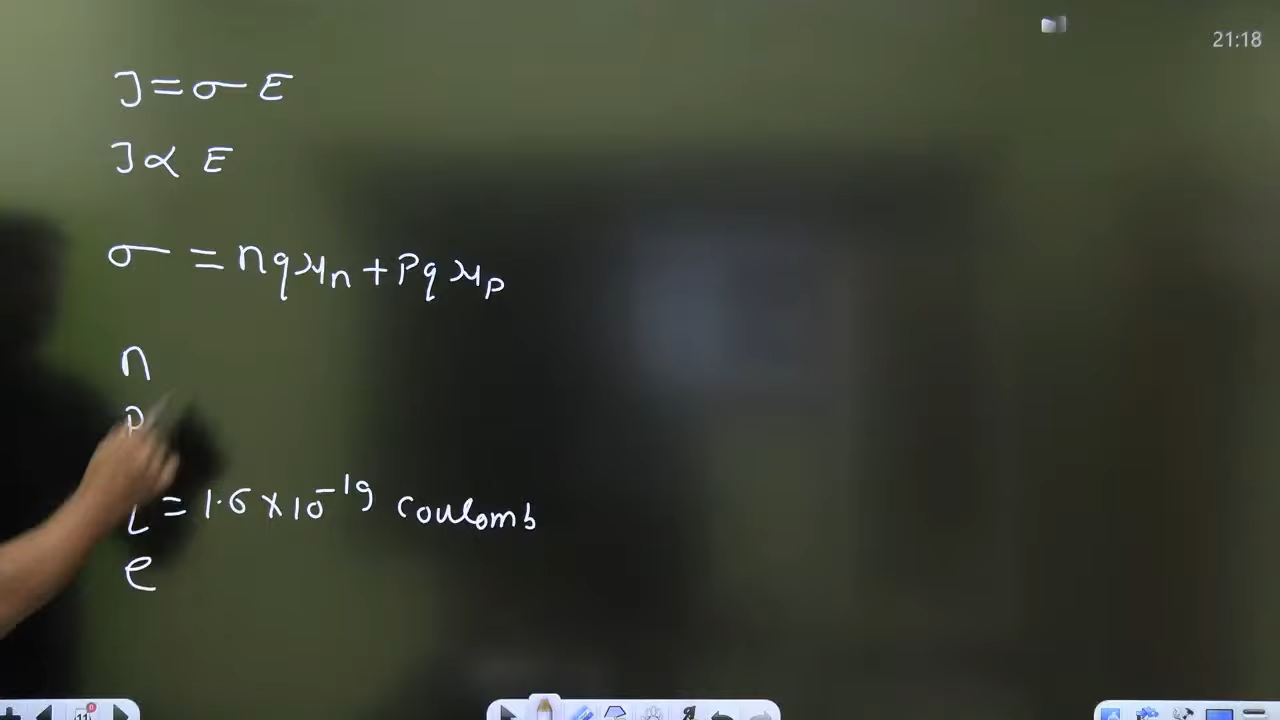 21:18
J = σ E
J ∝ E
σ = nqμn + Pqμp
n
P
= 1.6 × 10⁻¹⁹ Coulomb
e